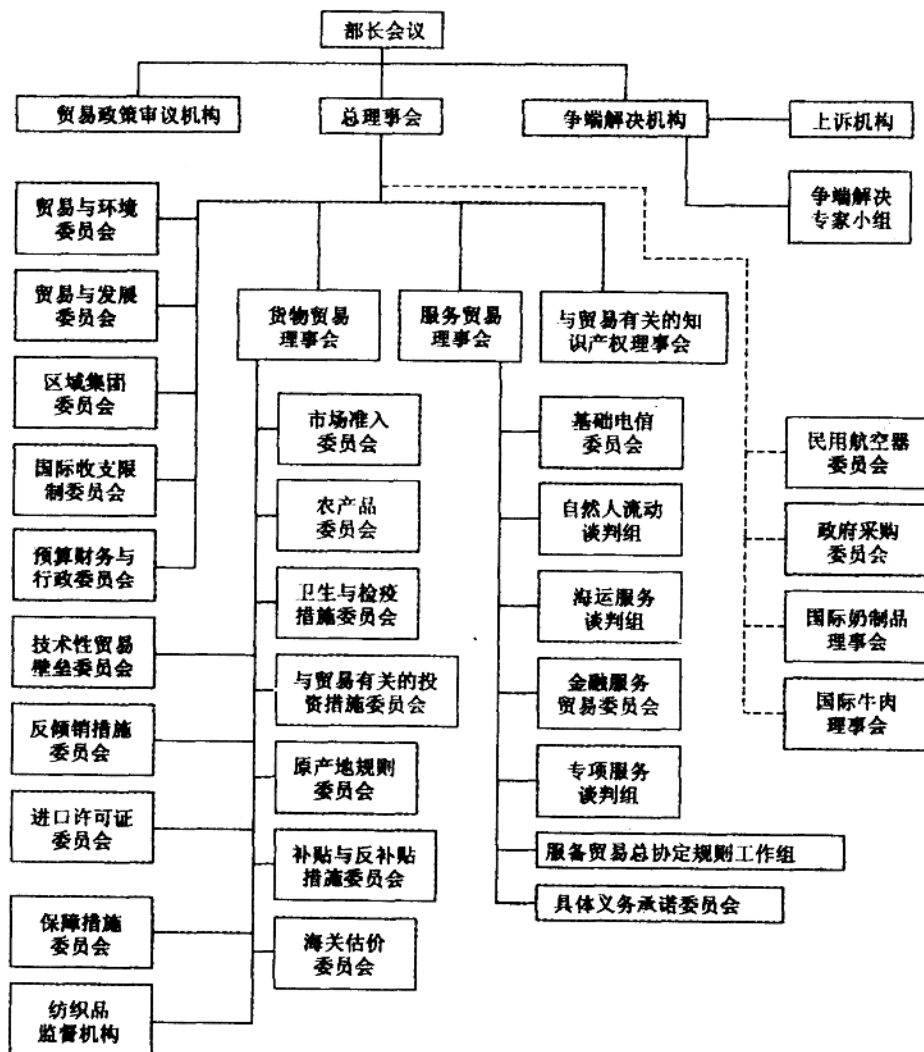 部长会议
贸易政策审议机构
总理事会
争端解决机构
上诉机构
争端解决
专家小组
贸易与环境
委员会
贸易与发展
委员会
区域集团
委员会
国际收支限
制委员会
预算财务与
行政委员会
技术性贸易
壁垒委员会
反倾销措施
委员会
进口许可证
委员会
保障措施
委员会
纺织品
监督机构
货物贸易
理事会
服务贸易
理事会
与贸易有关的知
识产权理事会
市场准入
委员会
农产品
委员会
卫生与检疫
措施委员会
与贸易有关的投
资措施委员会
原产地规则
委员会
补贴与反补贴
措施委员会
海关估价
委员会
基础电信
委员会
自然人流动
谈判组
海运服务
谈判组
金融服务
贸易委员会
专项服务
谈判组
服备贸易总协定规则工作组
具体义务承诺委员会
民用航空器
委员会
政府采购
委员会
国际奶制品
理事会
国际牛肉
理事会